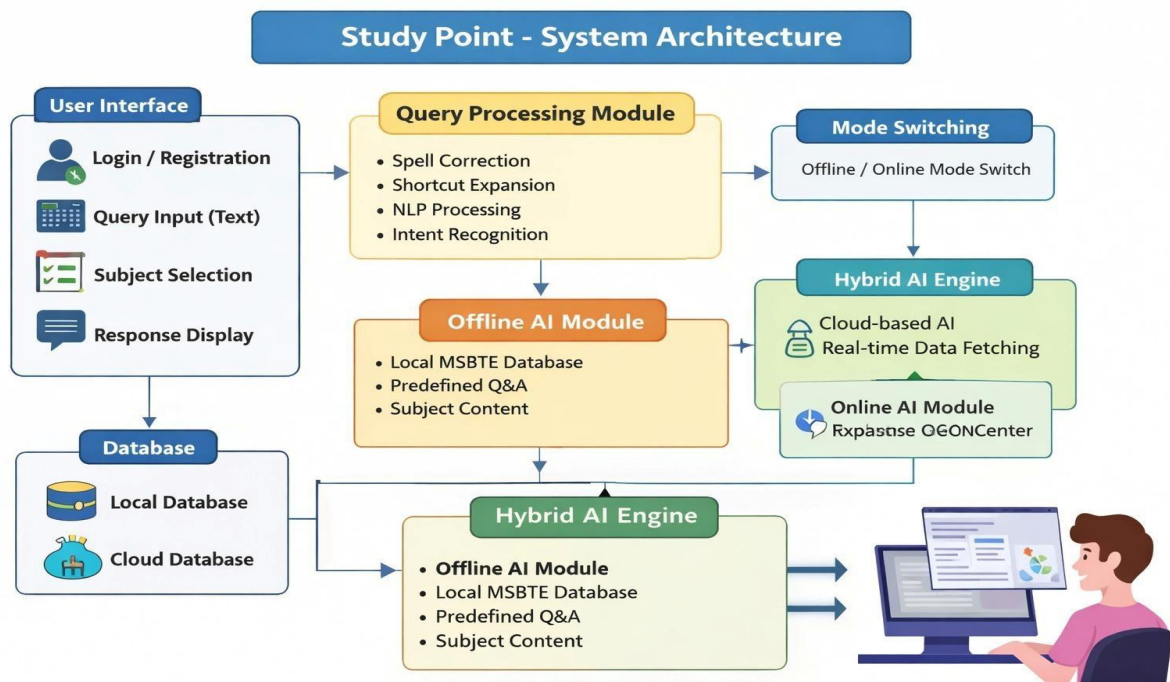 Study Point - System Architecture
User Interface
Login / Registration
Query Input (Text)
Subject Selection
Response Display
Query Processing Module
• Spell Correction
• Shortcut Expansion
• NLP Processing
• Intent Recognition
Mode Switching
Offline / Online Mode Switch
Offline AI Module
• Local MSBTE Database
• Predefined Q&A
• Subject Content
Hybrid AI Engine
Cloud-based AI
Real-time Data Fetching
Online AI Module
Database
Local Database
Cloud Database
Hybrid AI Engine
• Offline AI Module
• Local MSBTE Database
• Predefined Q&A
• Subject Content